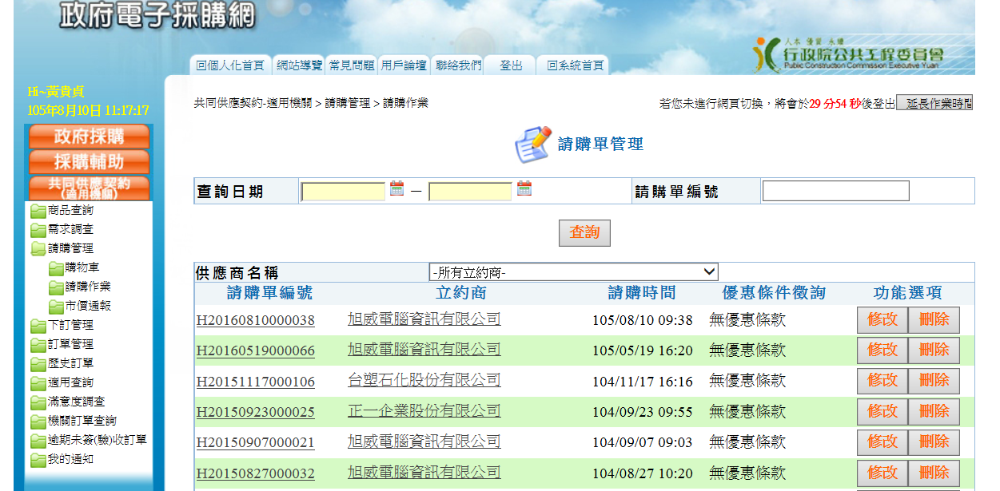 政府電子採購網
人本 優質 永續
行政院公共工程委員會
Public Construction Commission Executive Yuan
回個人化首頁 網站導覽 常見問題 用戶論壇 聯絡我們 登出 回系統首頁
Hi~黃貴貞
105年8月10日 11:17:17
政府採購
採購輔助
共同供應契約
(適用機關)
商品查詢
需求調查
請購管理
購物車
請購作業
市價通報
下訂管理
訂單管理
歷史訂單
適用查詢
滿意度調查
機關訂單查詢
逾期未簽(驗)收訂單
我的通知
共同供應契約-適用機關 > 請購管理 > 請購作業
若您未進行網頁切換，將會於29 分54 秒後登出 延長作業時間
請購單管理
查詢日期 — 請購單編號
查詢
供應商名稱 -所有立約商-
請購單編號 立約商 請購時間 優惠條件徵詢 功能選項
H20160810000038 旭威電腦資訊有限公司 105/08/10 09:38 無優惠條款 修改 刪除
H20160519000066 旭威電腦資訊有限公司 105/05/19 16:20 無優惠條款 修改 刪除
H20151117000106 台塑石化股份有限公司 104/11/17 16:16 無優惠條款 修改 刪除
H20150923000025 正一企業股份有限公司 104/09/23 09:55 無優惠條款 修改 刪除
H20150907000021 旭威電腦資訊有限公司 104/09/07 09:03 無優惠條款 修改 刪除
H20150827000032 旭威電腦資訊有限公司 104/08/27 10:20 無優惠條款 修改 刪除